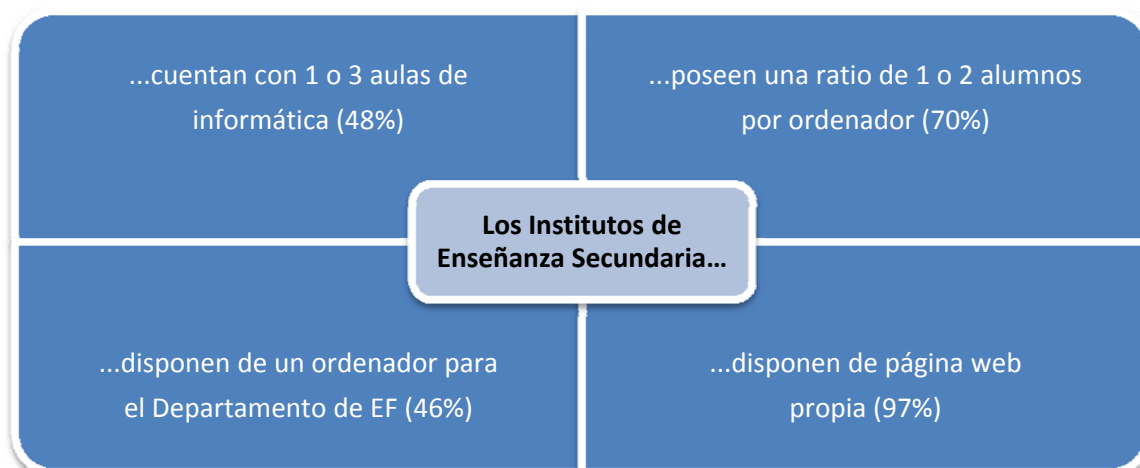 ...cuentan con 1 o 3 aulas de
informática (48%)
...poseen una ratio de 1 o 2 alumnos
por ordenador (70%)
Los Institutos de
Enseñanza Secundaria...
...disponen de un ordenador para
el Departamento de EF (46%)
...disponen de página web
propia (97%)